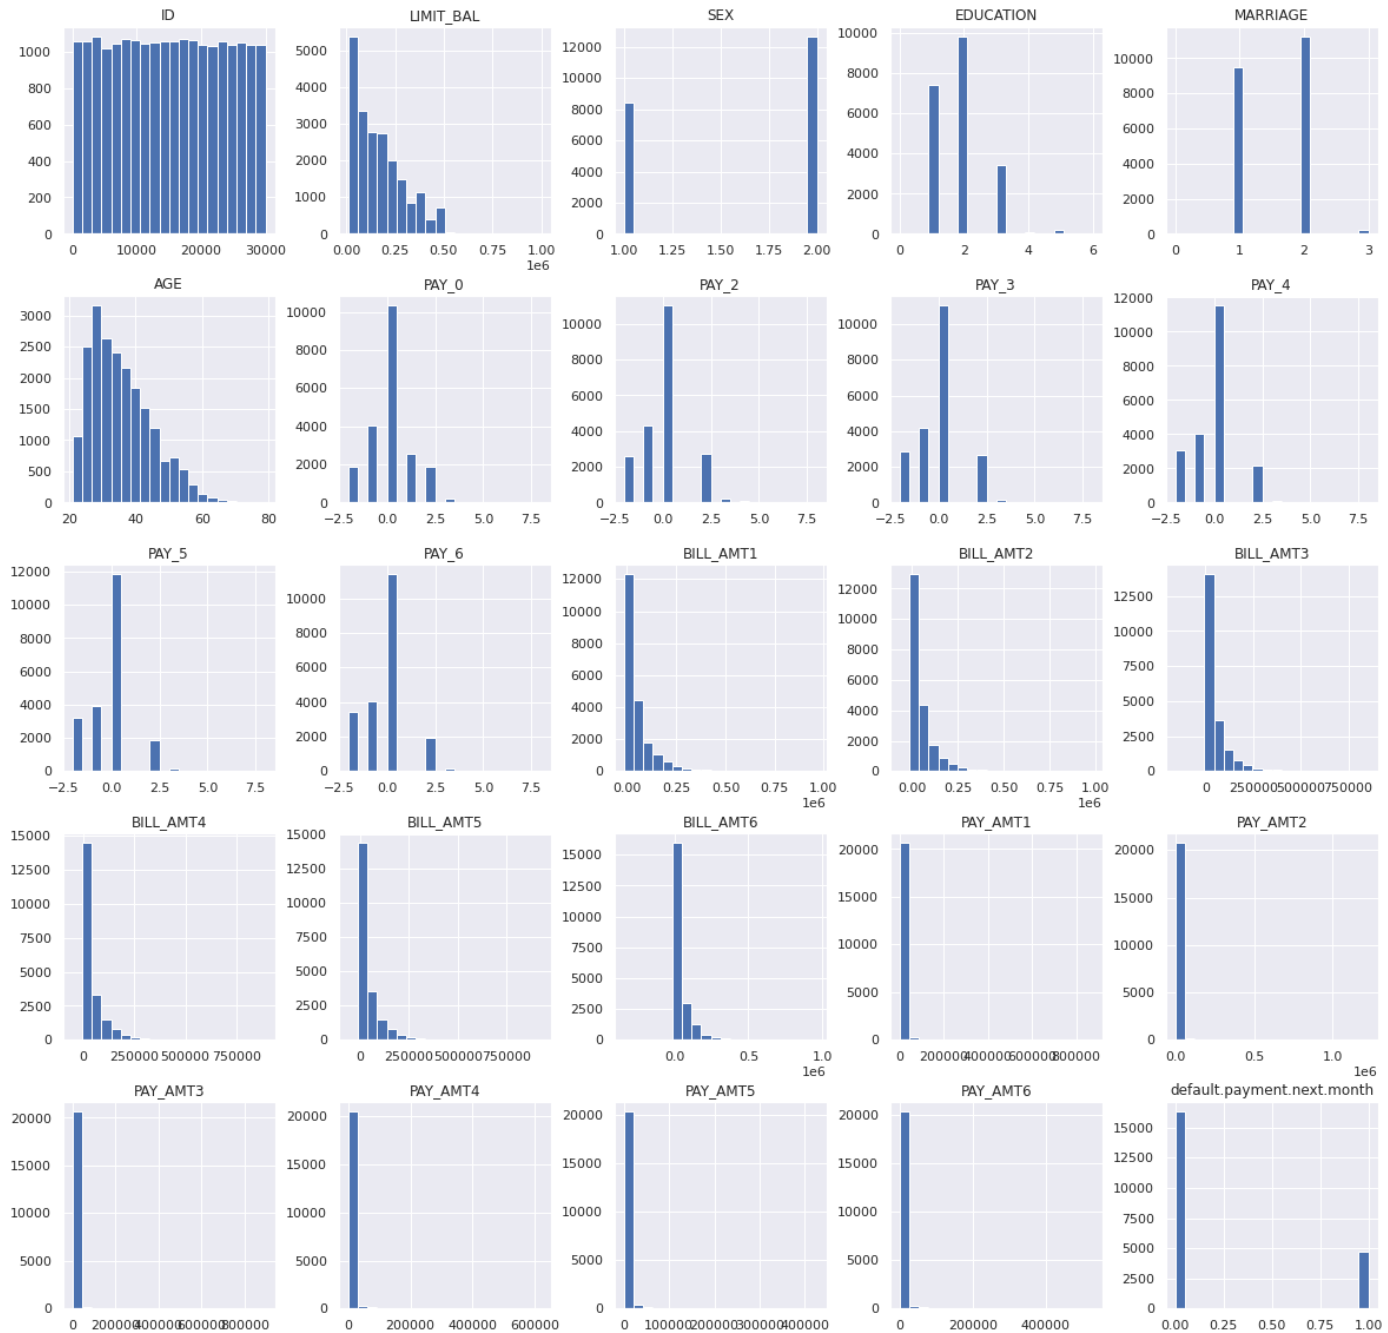 ID
1000
800
600
400
200
0
0 10000 20000 30000
LIMIT_BAL
5000
4000
3000
2000
1000
0
0.00 0.25 0.50 0.75 1.00
1e6
SEX
12000
10000
8000
6000
4000
2000
0
1.00 1.25 1.50 1.75 2.00
EDUCATION
10000
8000
6000
4000
2000
0
0 2 4 6
MARRIAGE
10000
8000
6000
4000
2000
0
0 1 2 3
AGE
3000
2500
2000
1500
1000
500
0
20 40 60 80
PAY_0
10000
8000
6000
4000
2000
0
−2.5 0.0 2.5 5.0 7.5
PAY_2
10000
8000
6000
4000
2000
0
−2.5 0.0 2.5 5.0 7.5
PAY_3
10000
8000
6000
4000
2000
0
−2.5 0.0 2.5 5.0 7.5
PAY_4
12000
10000
8000
6000
4000
2000
0
−2.5 0.0 2.5 5.0 7.5
PAY_5
12000
10000
8000
6000
4000
2000
0
−2.5 0.0 2.5 5.0 7.5
PAY_6
10000
8000
6000
4000
2000
0
−2.5 0.0 2.5 5.0 7.5
BILL_AMT1
12000
10000
8000
6000
4000
2000
0
0.00 0.25 0.50 0.75 1.00
1e6
BILL_AMT2
12000
10000
8000
6000
4000
2000
0
0.00 0.25 0.50 0.75 1.00
1e6
BILL_AMT3
12500
10000
7500
5000
2500
0
0 250000 500000 750000
BILL_AMT4
15000
12500
10000
7500
5000
2500
0
0 250000 500000 750000
BILL_AMT5
15000
12500
10000
7500
5000
2500
0
0 250000 500000 750000
BILL_AMT6
15000
12500
10000
7500
5000
2500
0
0.0 0.5 1.0
1e6
PAY_AMT1
20000
15000
10000
5000
0
0 200000 400000 600000 800000
PAY_AMT2
20000
15000
10000
5000
0
0.0 0.5 1.0
1e6
PAY_AMT3
20000
15000
10000
5000
0
0 200000 400000 600000 800000
PAY_AMT4
20000
15000
10000
5000
0
0 200000 400000 600000
PAY_AMT5
20000
15000
10000
5000
0
0 100000 200000 300000 400000
PAY_AMT6
20000
15000
10000
5000
0
0 200000 400000
default.payment.next.month
15000
12500
10000
7500
5000
2500
0
0.00 0.25 0.50 0.75 1.00